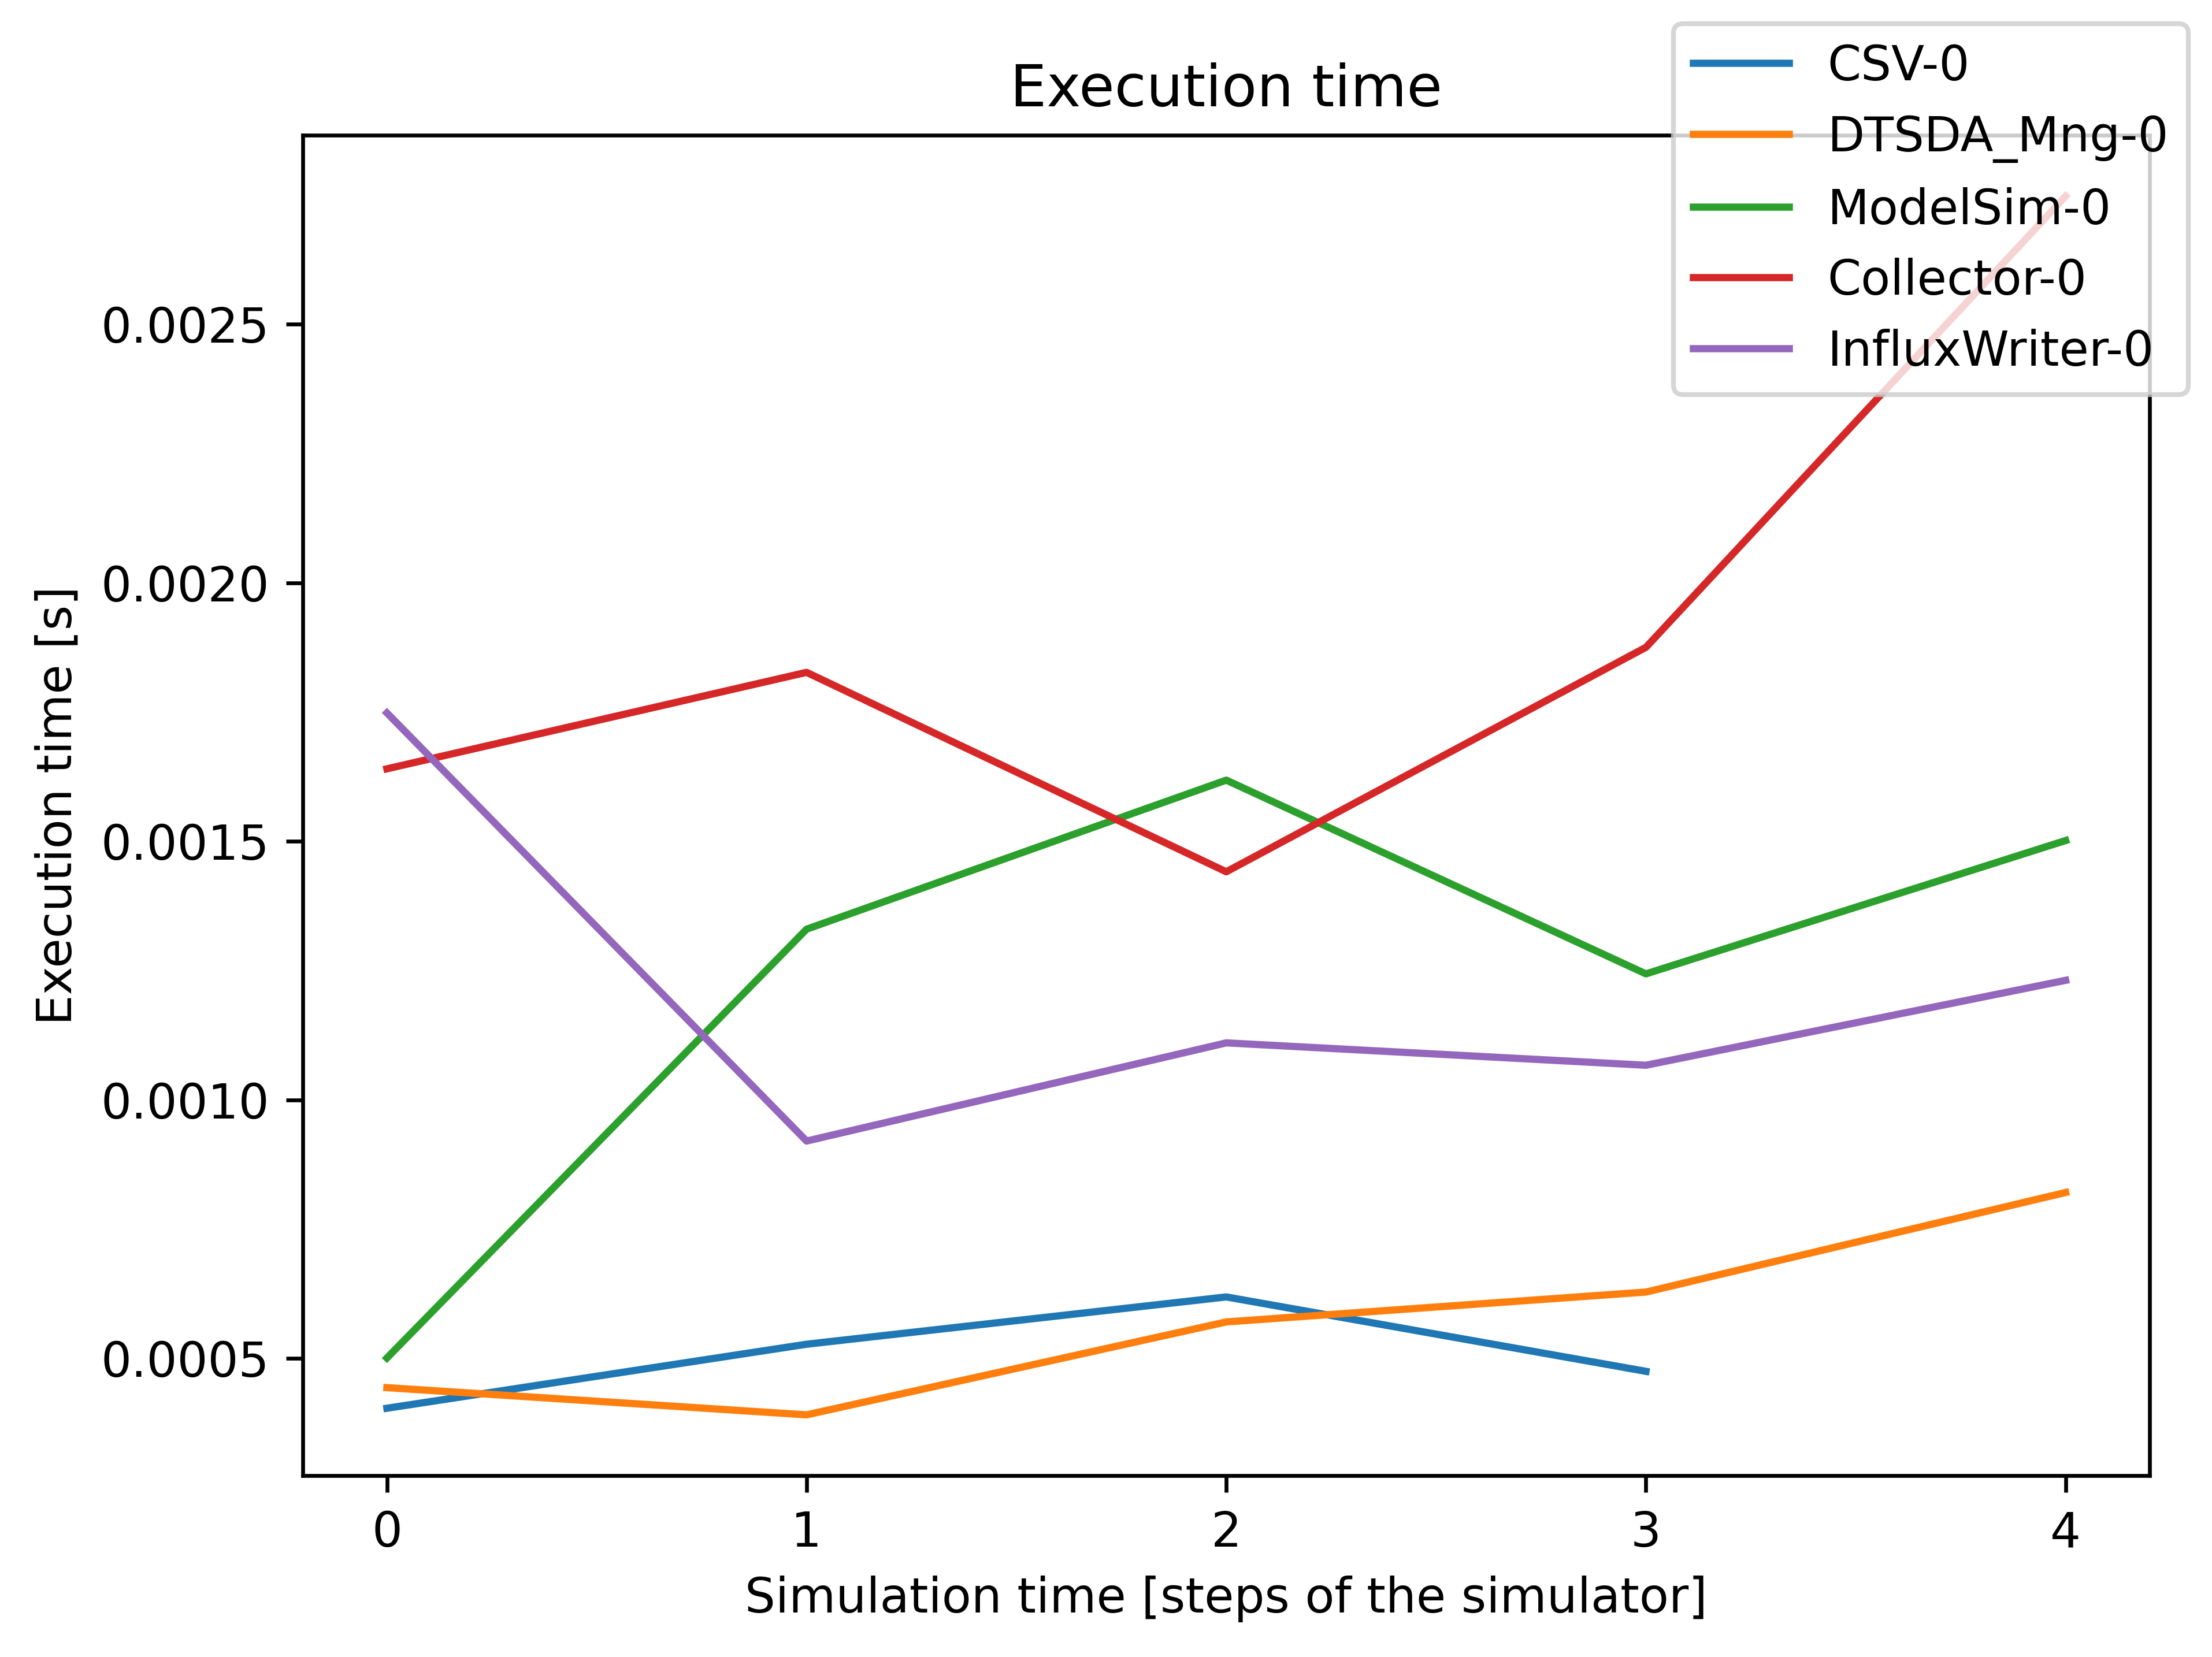 Execution time
CSV-0
DTSDA_Mng-0
ModelSim-0
Collector-0
InfluxWriter-0
Execution time [s]
0.0025
0.0020
0.0015
0.0010
0.0005
0 1 2 3 4
Simulation time [steps of the simulator]